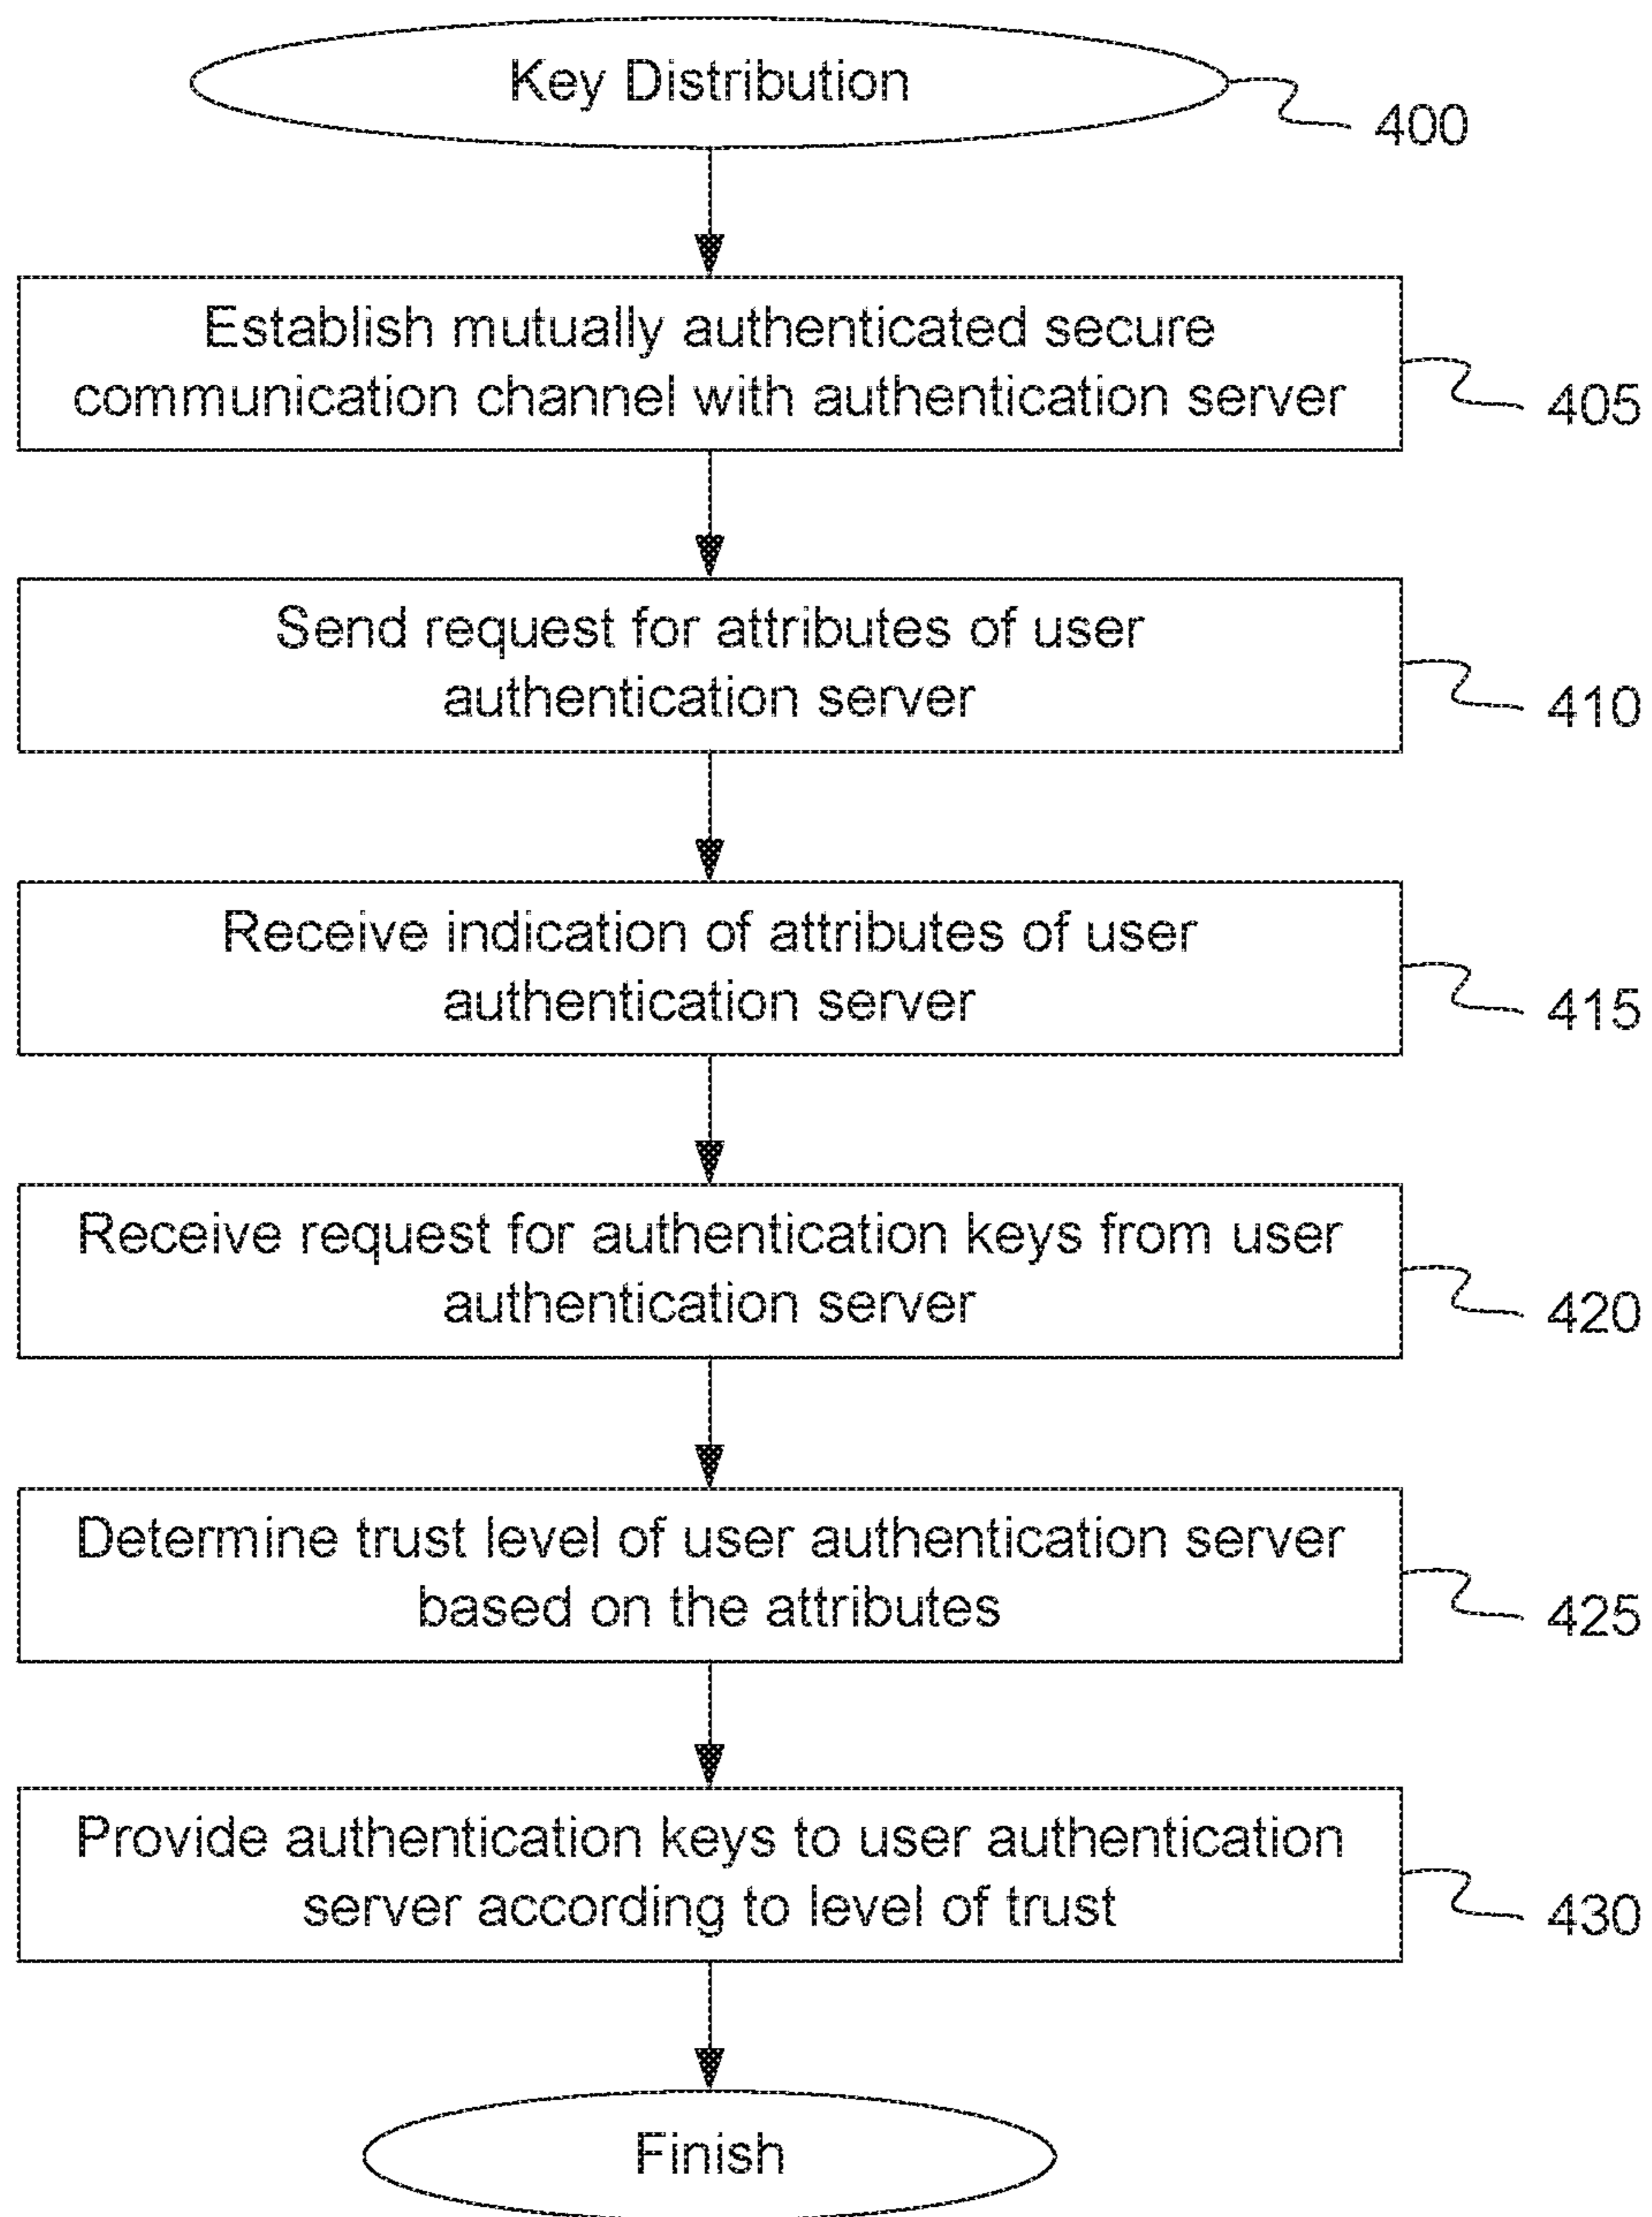 Key Distribution
400
Establish mutually authenticated secure
communication channel with authentication server
405
Send request for attributes of user
authentication server
410
Receive indication of attributes of user
authentication server
415
Receive request for authentication keys from user
authentication server
420
Determine trust level of user authentication server
based on the attributes
425
Provide authentication keys to user authentication
server according to level of trust
430
Finish